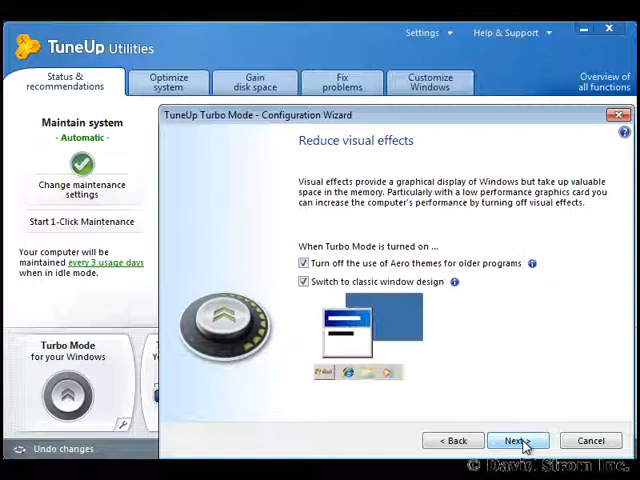 TuneUp Utilities
Settings
Help & Support
Status &
recommendations
Optimize
system
Gain
disk space
Fix
problems
Customize
Windows
Overview of
all functions
Maintain system
- Automatic -
Change maintenance
settings
Start 1-Click Maintenance
Your computer will be
maintained every 3 usage days
when in idle mode.
Turbo Mode
for your Windows
Undo changes
TuneUp Turbo Mode - Configuration Wizard
Reduce visual effects
Visual effects provide a graphical display of Windows but take up valuable
space in the memory. Particularly with a low performance graphics card you
can increase the computer's performance by turning off visual effects.
When Turbo Mode is turned on ...
Turn off the use of Aero themes for older programs
Switch to classic window design
< Back
Next >
Cancel
© David Strom Inc.